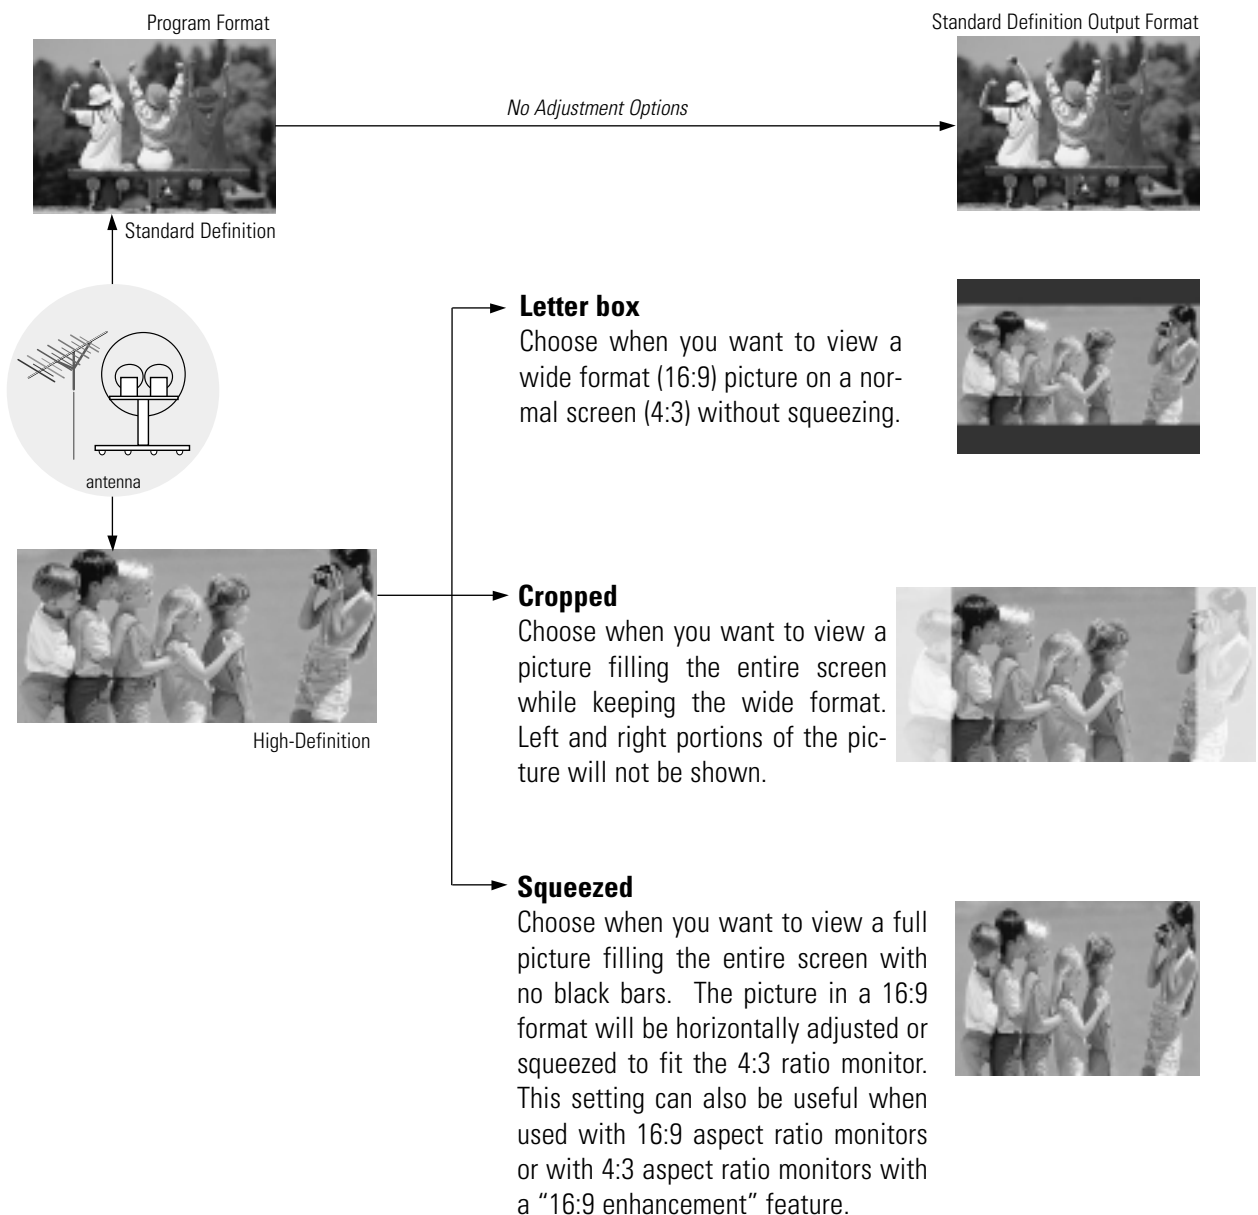 Program Format
Standard Definition Output Format
No Adjustment Options
Standard Definition
Letter box
Choose when you want to view a
wide format (16:9) picture on a nor-
mal screen (4:3) without squeezing.
antenna
Cropped
Choose when you want to view a
picture filling the entire screen
while keeping the wide format.
Left and right portions of the pic-
ture will not be shown.
High-Definition
Squeezed
Choose when you want to view a full
picture filling the entire screen with
no black bars. The picture in a 16:9
format will be horizontally adjusted or
squeezed to fit the 4:3 ratio monitor.
This setting can also be useful when
used with 16:9 aspect ratio monitors
or with 4:3 aspect ratio monitors with
a “16:9 enhancement” feature.